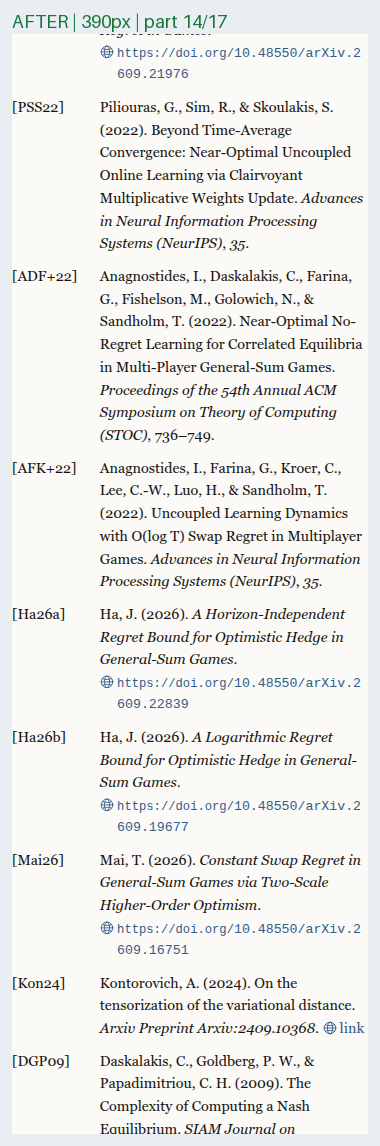 AFTER | 390px | part 14/17
Regret in Games.
https://doi.org/10.48550/arXiv.2
609.21976
[PSS22] Piliouras, G., Sim, R., & Skoulakis, S.
(2022). Beyond Time-Average
Convergence: Near-Optimal Uncoupled
Online Learning via Clairvoyant
Multiplicative Weights Update. Advances
in Neural Information Processing
Systems (NeurIPS), 35.
[ADF+22] Anagnostides, I., Daskalakis, C., Farina,
G., Fishelson, M., Golowich, N., &
Sandholm, T. (2022). Near-Optimal No-
Regret Learning for Correlated Equilibria
in Multi-Player General-Sum Games.
Proceedings of the 54th Annual ACM
Symposium on Theory of Computing
(STOC), 736–749.
[AFK+22] Anagnostides, I., Farina, G., Kroer, C.,
Lee, C.-W., Luo, H., & Sandholm, T.
(2022). Uncoupled Learning Dynamics
with O(log T) Swap Regret in Multiplayer
Games. Advances in Neural Information
Processing Systems (NeurIPS), 35.
[Ha26a] Ha, J. (2026). A Horizon-Independent
Regret Bound for Optimistic Hedge in
General-Sum Games.
https://doi.org/10.48550/arXiv.2
609.22839
[Ha26b] Ha, J. (2026). A Logarithmic Regret
Bound for Optimistic Hedge in General-
Sum Games.
https://doi.org/10.48550/arXiv.2
609.19677
[Mai26] Mai, T. (2026). Constant Swap Regret in
General-Sum Games via Two-Scale
Higher-Order Optimism.
https://doi.org/10.48550/arXiv.2
609.16751
[Kon24] Kontorovich, A. (2024). On the
tensorization of the variational distance.
Arxiv Preprint Arxiv:2409.10368. link
[DGP09] Daskalakis, C., Goldberg, P. W., &
Papadimitriou, C. H. (2009). The
Complexity of Computing a Nash
Equilibrium. SIAM Journal on